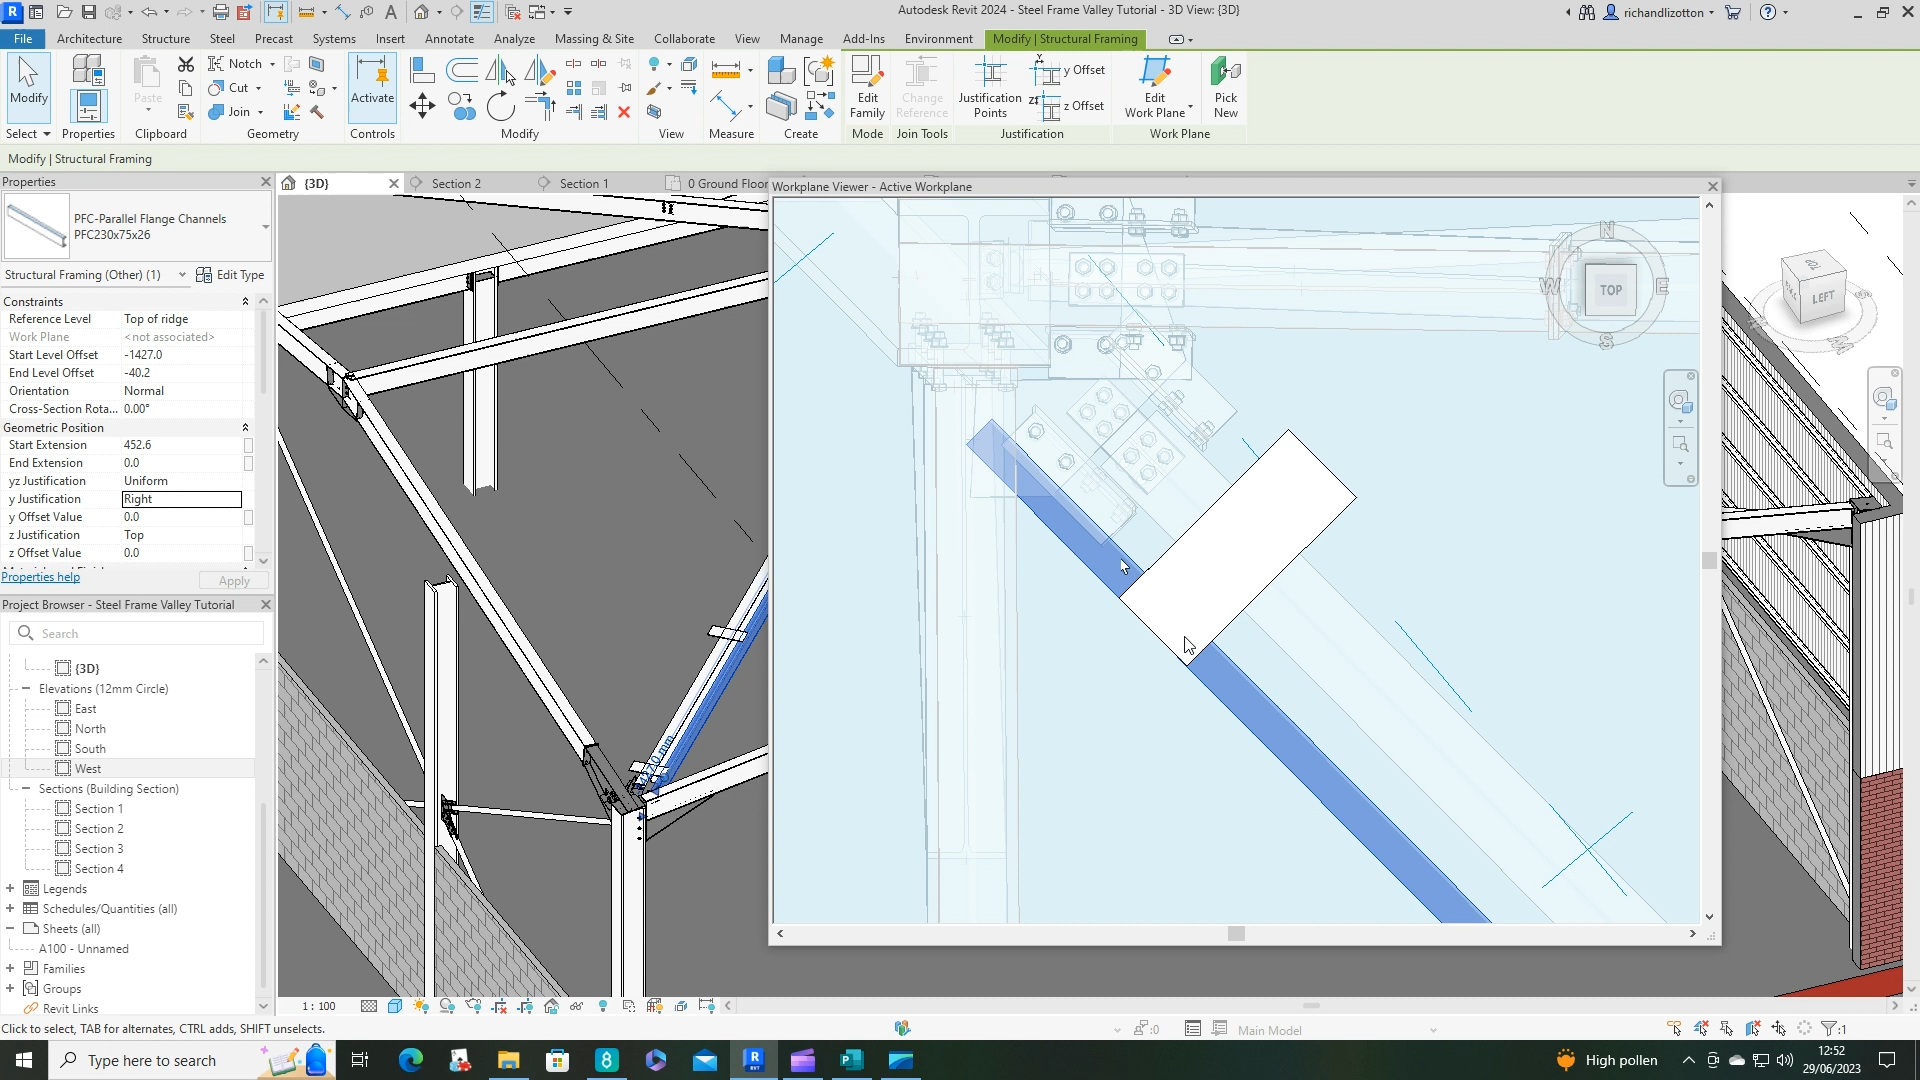 Autodesk Revit 2024 - Steel Frame Valley Tutorial - 3D View: {3D}
richandlizotton
File Architecture Structure Steel Precast Systems Insert Annotate Analyze Massing & Site Collaborate View Manage Add-Ins Environment Modify | Structural Framing
Modify
Paste
Notch
Cut
Join
Activate
Edit Family
Change Reference
Justification Points
y Offset
z Offset
Edit Work Plane
Pick New
Select Properties Clipboard Geometry Controls Modify View Measure Create Mode Join Tools Justification Work Plane
Modify | Structural Framing
Properties
{3D}
Section 2
Section 1
0 Ground Floor
Workplane Viewer - Active Workplane
PFC-Parallel Flange Channels
PFC230x75x26
Structural Framing (Other) (1)
Edit Type
Constraints
Reference Level Top of ridge
Work Plane <not associated>
Start Level Offset -1427.0
End Level Offset -40.2
Orientation Normal
Cross-Section Rota... 0.00°
Geometric Position
Start Extension 452.6
End Extension 0.0
yz Justification Uniform
y Justification Right
y Offset Value 0.0
z Justification Top
z Offset Value 0.0
Properties help
Apply
N
W
TOP
E
S
LEFT
Project Browser - Steel Frame Valley Tutorial
Search
{3D}
Elevations (12mm Circle)
East
North
South
West
Sections (Building Section)
Section 1
Section 2
Section 3
Section 4
Legends
Schedules/Quantities (all)
Sheets (all)
A100 - Unnamed
Families
Groups
Revit Links
1 : 100
Click to select, TAB for alternates, CTRL adds, SHIFT unselects.
:0
Main Model
:1
Type here to search
High pollen
12:52
29/06/2023